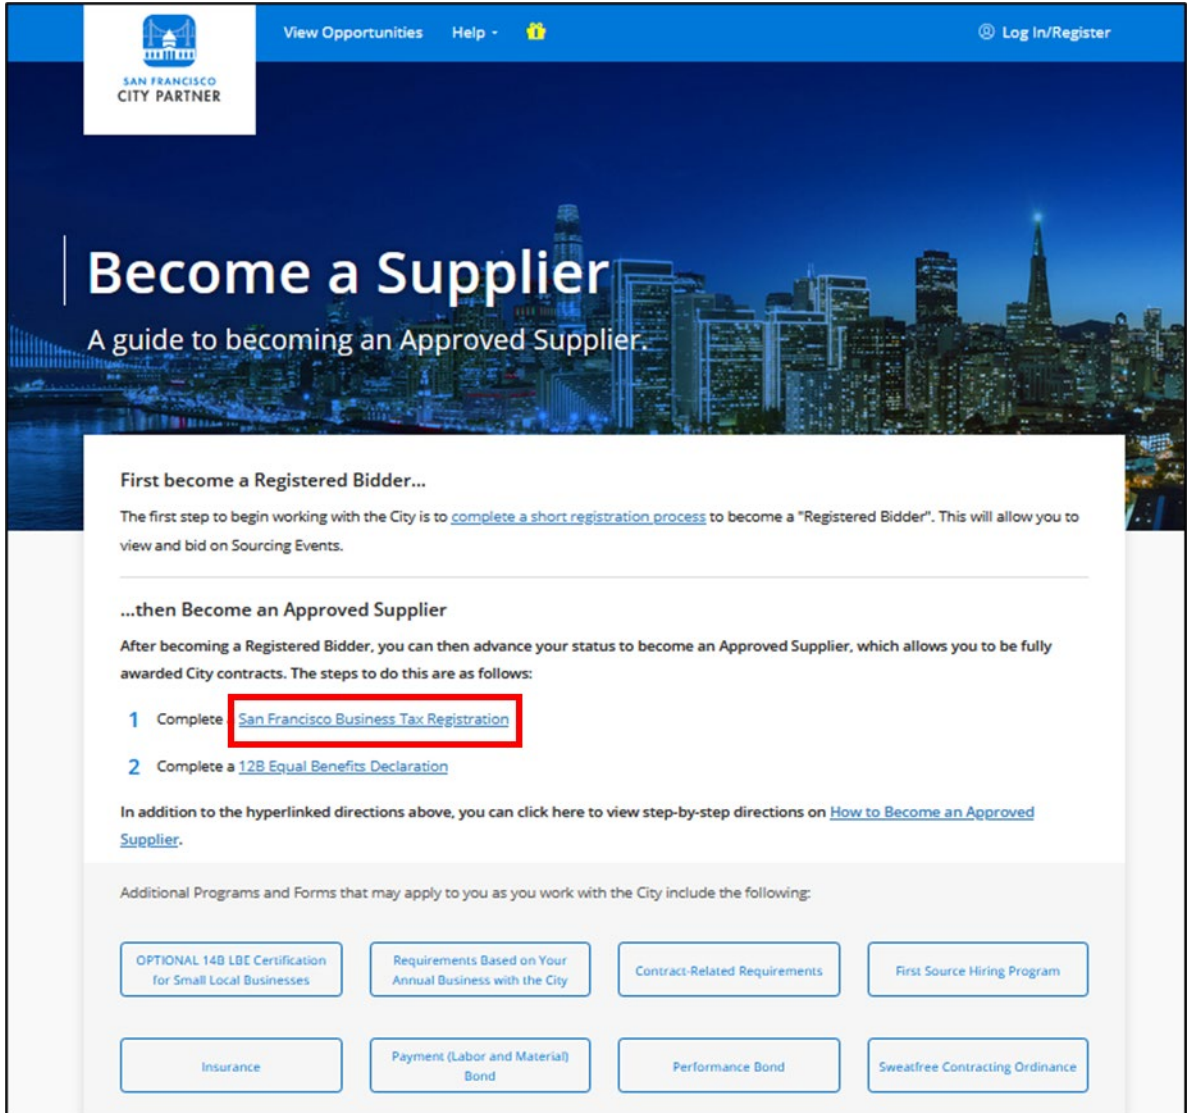 View Opportunities Help Log In/Register
SAN FRANCISCO
CITY PARTNER
Become a Supplier
A guide to becoming an Approved Supplier.
First become a Registered Bidder...
The first step to begin working with the City is to complete a short registration process to become a "Registered Bidder". This will allow you to
view and bid on Sourcing Events.
...then Become an Approved Supplier
After becoming a Registered Bidder, you can then advance your status to become an Approved Supplier, which allows you to be fully
awarded City contracts. The steps to do this are as follows:
1 Complete San Francisco Business Tax Registration
2 Complete a 12B Equal Benefits Declaration
In addition to the hyperlinked directions above, you can click here to view step-by-step directions on How to Become an Approved
Supplier.
Additional Programs and Forms that may apply to you as you work with the City include the following:
OPTIONAL 14B LBE Certification
for Small Local Businesses
Requirements Based on Your
Annual Business with the City
Contract-Related Requirements
First Source Hiring Program
Insurance
Payment (Labor and Material)
Bond
Performance Bond
Sweatfree Contracting Ordinance